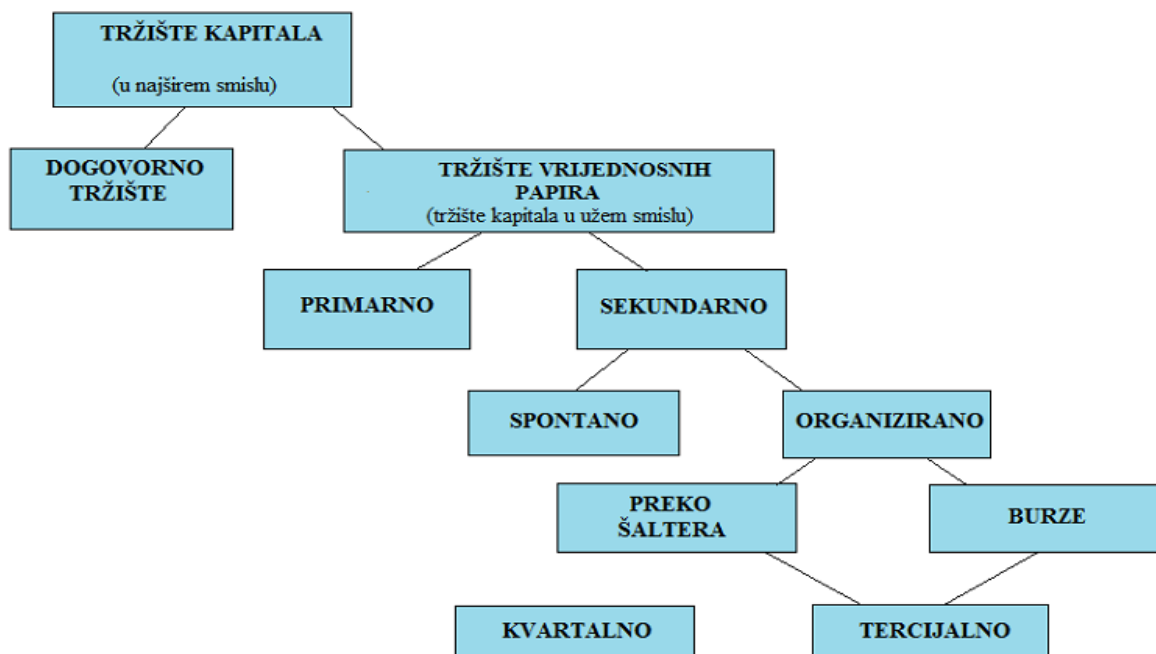 TRŽIŠTE KAPITALA
(u najširem smislu)
DOGOVORNO
TRŽIŠTE
TRŽIŠTE VRIJEDNOSNIH
PAPIRA
(tržište kapitala u užem smislu)
PRIMARNO
SEKUNDARNO
SPONTANO
ORGANIZIRANO
PREKO
ŠALTERA
BURZE
KVARTALNO
TERCIJALNO